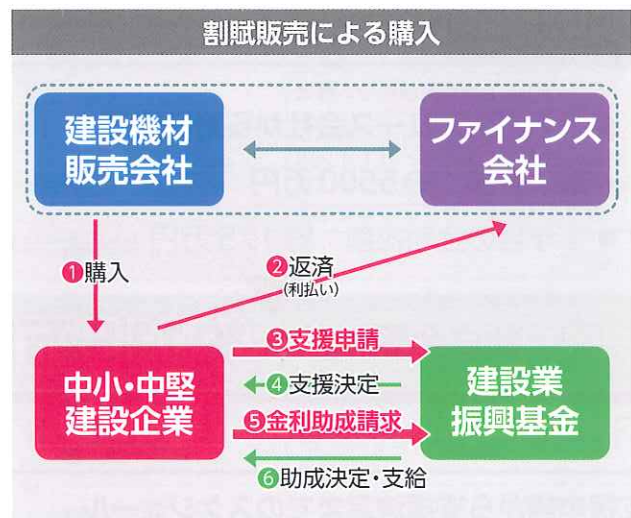 割賦販売による購入
建設機材
販売会社
ファイナンス
会社
❶購入
❷返済
(利払い)
❸支援申請
❹支援決定
❺金利助成請求
❻助成決定・支給
中小・中堅
建設企業
建設業
振興基金